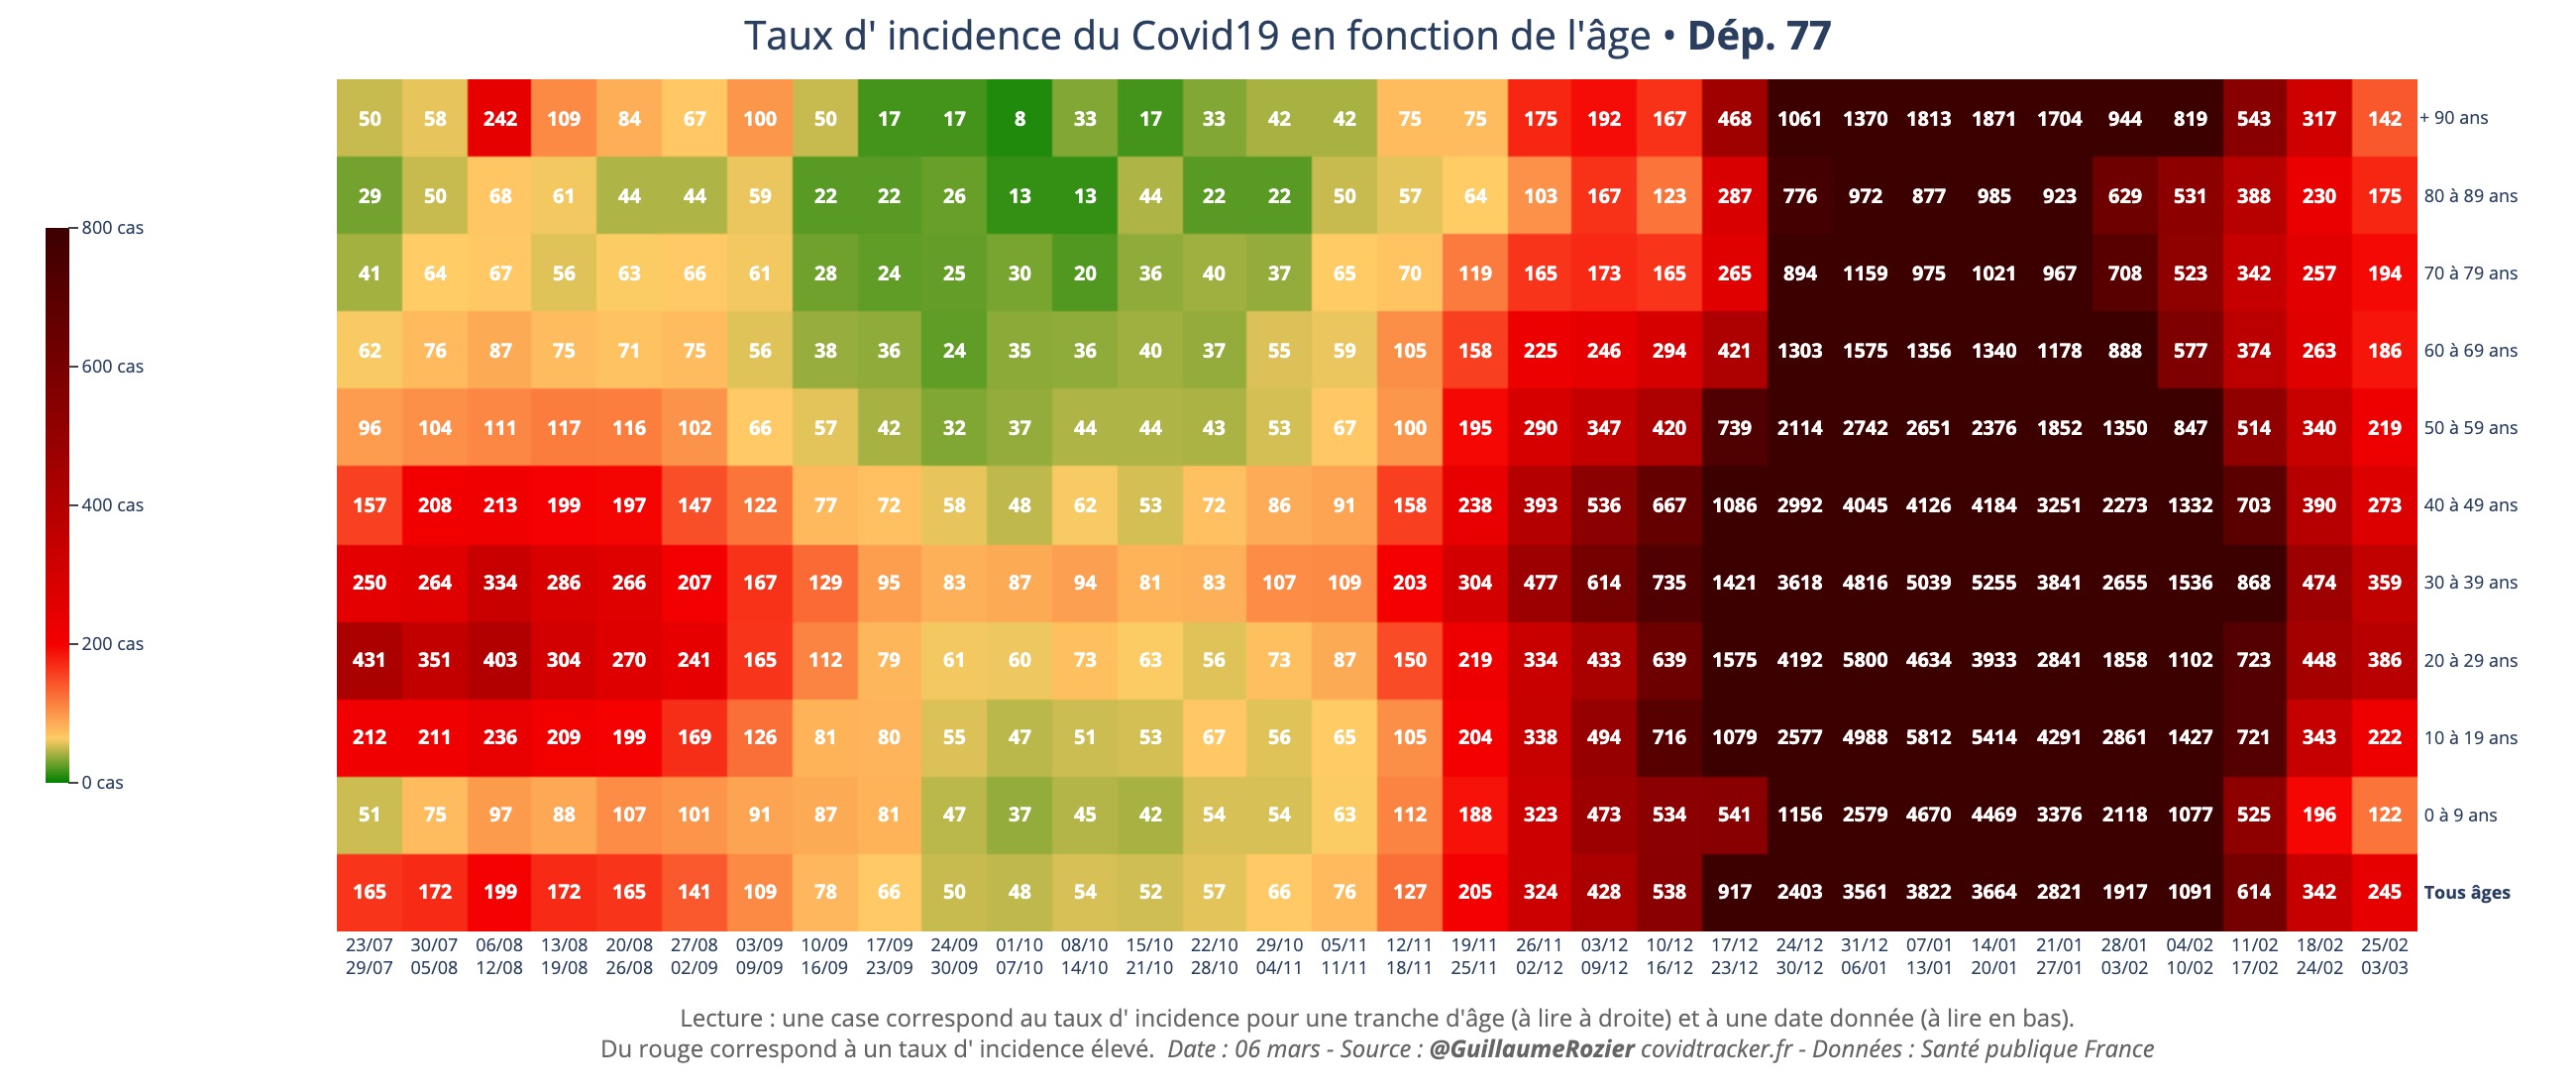 Taux d' incidence du Covid19 en fonction de l'âge • Dép. 77
50 58 242 109 84 67 100 50 17 17 8 33 17 33 42 42 75 75 175 192 167 468 1061 1370 1813 1871 1704 944 819 543 317 142 + 90 ans
29 50 68 61 44 44 59 22 22 26 13 13 44 22 22 50 57 64 103 167 123 287 776 972 877 985 923 629 531 388 230 175 80 à 89 ans
800 cas
41 64 67 56 63 66 61 28 24 25 30 20 36 40 37 65 70 119 165 173 165 265 894 1159 975 1021 967 708 523 342 257 194 70 à 79 ans
62 76 87 75 71 75 56 38 36 24 35 36 40 37 55 59 105 158 225 246 294 421 1303 1575 1356 1340 1178 888 577 374 263 186 60 à 69 ans
600 cas
96 104 111 117 116 102 66 57 42 32 37 44 44 43 53 67 100 195 290 347 420 739 2114 2742 2651 2376 1852 1350 847 514 340 219 50 à 59 ans
400 cas
157 208 213 199 197 147 122 77 72 58 48 62 53 72 86 91 158 238 393 536 667 1086 2992 4045 4126 4184 3251 2273 1332 703 390 273 40 à 49 ans
250 264 334 286 266 207 167 129 95 83 87 94 81 83 107 109 203 304 477 614 735 1421 3618 4816 5039 5255 3841 2655 1536 868 474 359 30 à 39 ans
200 cas
431 351 403 304 270 241 165 112 79 61 60 73 63 56 73 87 150 219 334 433 639 1575 4192 5800 4634 3933 2841 1858 1102 723 448 386 20 à 29 ans
212 211 236 209 199 169 126 81 80 55 47 51 53 67 56 65 105 204 338 494 716 1079 2577 4988 5812 5414 4291 2861 1427 721 343 222 10 à 19 ans
0 cas
51 75 97 88 107 101 91 87 81 47 37 45 42 54 54 63 112 188 323 473 534 541 1156 2579 4670 4469 3376 2118 1077 525 196 122 0 à 9 ans
165 172 199 172 165 141 109 78 66 50 48 54 52 57 66 76 127 205 324 428 538 917 2403 3561 3822 3664 2821 1917 1091 614 342 245 Tous âges
23/07 30/07 06/08 13/08 20/08 27/08 03/09 10/09 17/09 24/09 01/10 08/10 15/10 22/10 29/10 05/11 12/11 19/11 26/11 03/12 10/12 17/12 24/12 31/12 07/01 14/01 21/01 28/01 04/02 11/02 18/02 25/02
29/07 05/08 12/08 19/08 26/08 02/09 09/09 16/09 23/09 30/09 07/10 14/10 21/10 28/10 04/11 11/11 18/11 25/11 02/12 09/12 16/12 23/12 30/12 06/01 13/01 20/01 27/01 03/02 10/02 17/02 24/02 03/03
Lecture : une case correspond au taux d' incidence pour une tranche d'âge (à lire à droite) et à une date donnée (à lire en bas).
Du rouge correspond à un taux d' incidence élevé. Date : 06 mars - Source : @GuillaumeRozier covidtracker.fr - Données : Santé publique France